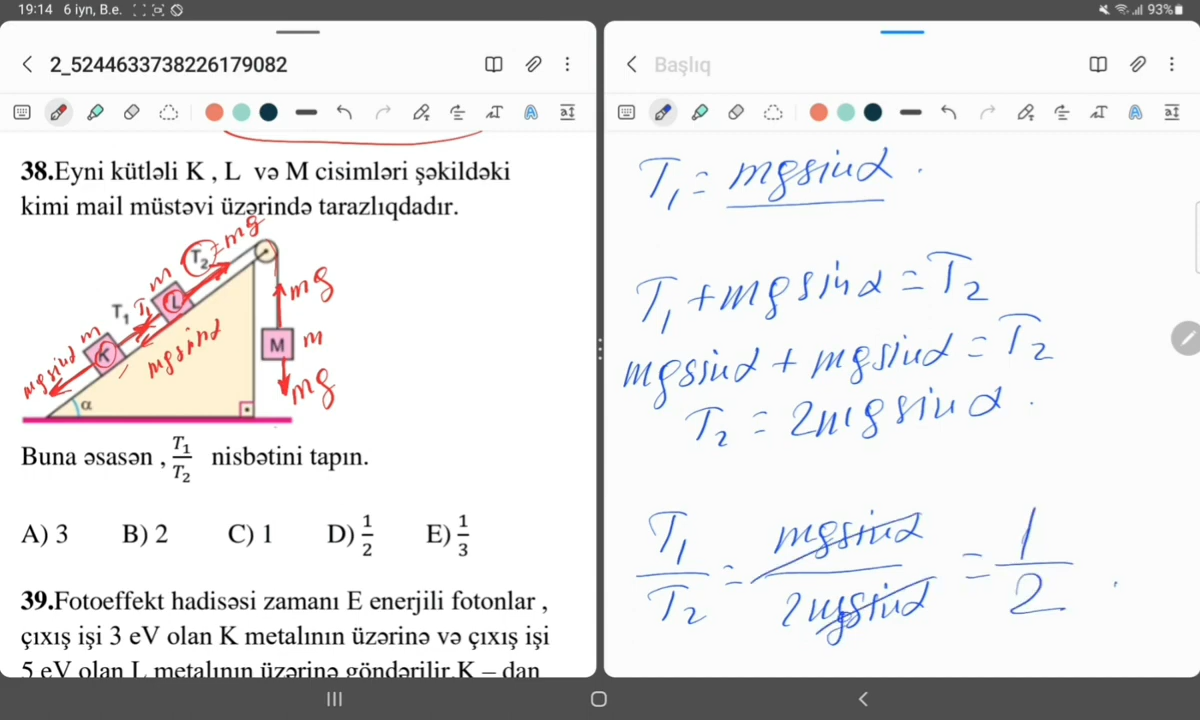 19:14 6 iyn, B.e. 93%
2_5244633738226179082
38.Eyni kütləli K , L və M cisimləri şəkildəki
kimi mail müstəvi üzərində tarazlıqdadır.
T₂ = mg
m
T₁ T₁ L
mg
m
K
M m
mgsinα
mgsinα
mg
α
Buna əsasən , T₁/T₂ nisbətini tapın.
A) 3 B) 2 C) 1 D) 1/2 E) 1/3
39.Fotoeffekt hadisəsi zamanı E enerjili fotonlar ,
çıxış işi 3 eV olan K metalının üzərinə və çıxış işi
5 eV olan L metalının üzərinə göndərilir.K – dan
Başlıq
T₁ = mgsinα .
T₁ + mgsinα = T₂
mgsinα + mgsinα = T₂
T₂ = 2mgsinα .
T₁/T₂ = mgsinα/2mgsinα = 1/2 .